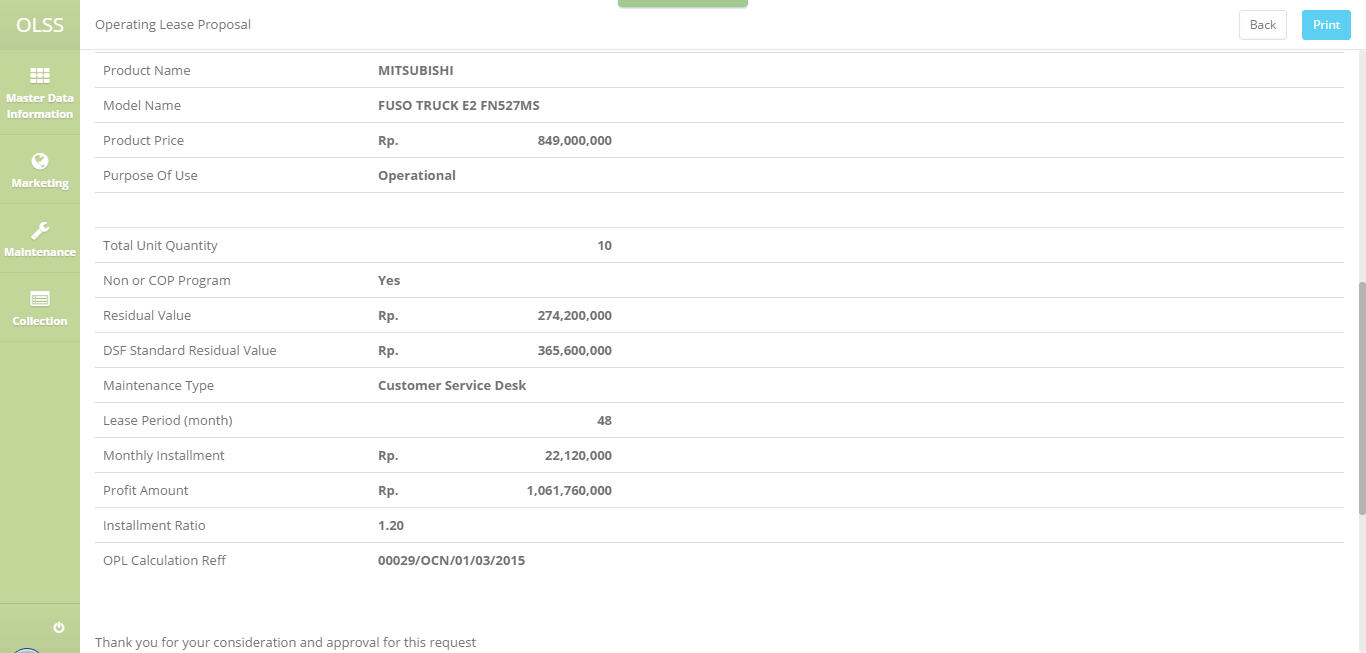 OLSS
Operating Lease Proposal
Back
Print
Master Data
Information
Marketing
Maintenance
Collection
Product Name MITSUBISHI
Model Name FUSO TRUCK E2 FN527MS
Product Price Rp. 849,000,000
Purpose Of Use Operational
Total Unit Quantity 10
Non or COP Program Yes
Residual Value Rp. 274,200,000
DSF Standard Residual Value Rp. 365,600,000
Maintenance Type Customer Service Desk
Lease Period (month) 48
Monthly Installment Rp. 22,120,000
Profit Amount Rp. 1,061,760,000
Installment Ratio 1.20
OPL Calculation Reff 00029/OCN/01/03/2015
Thank you for your consideration and approval for this request